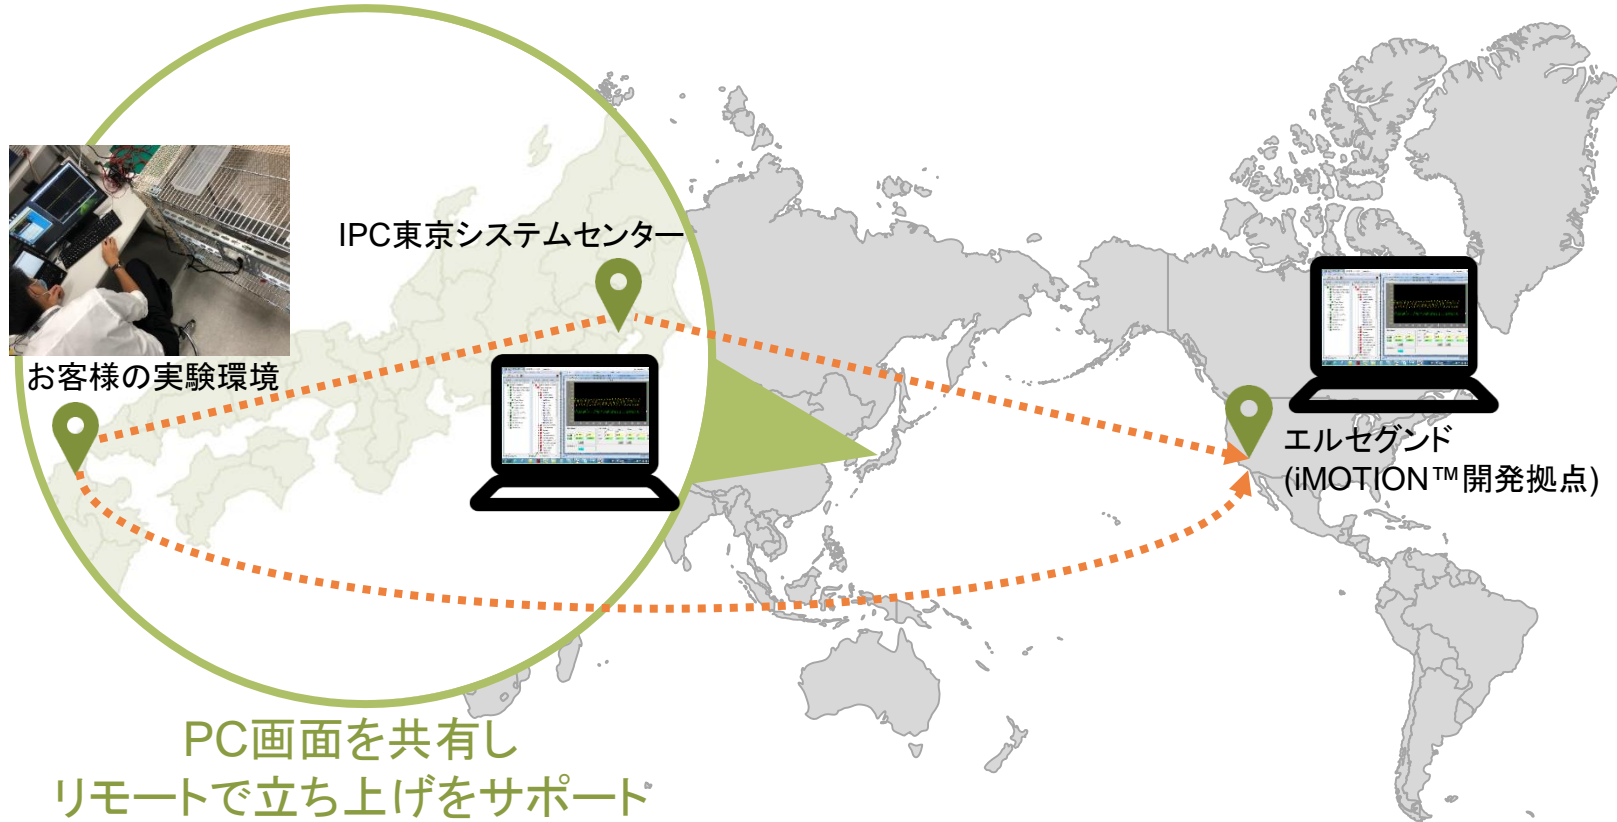 IPC東京システムセンター
お客様の実験環境
エルセグンド
(iMOTION™開発拠点)
PC画面を共有し
リモートで立ち上げをサポート